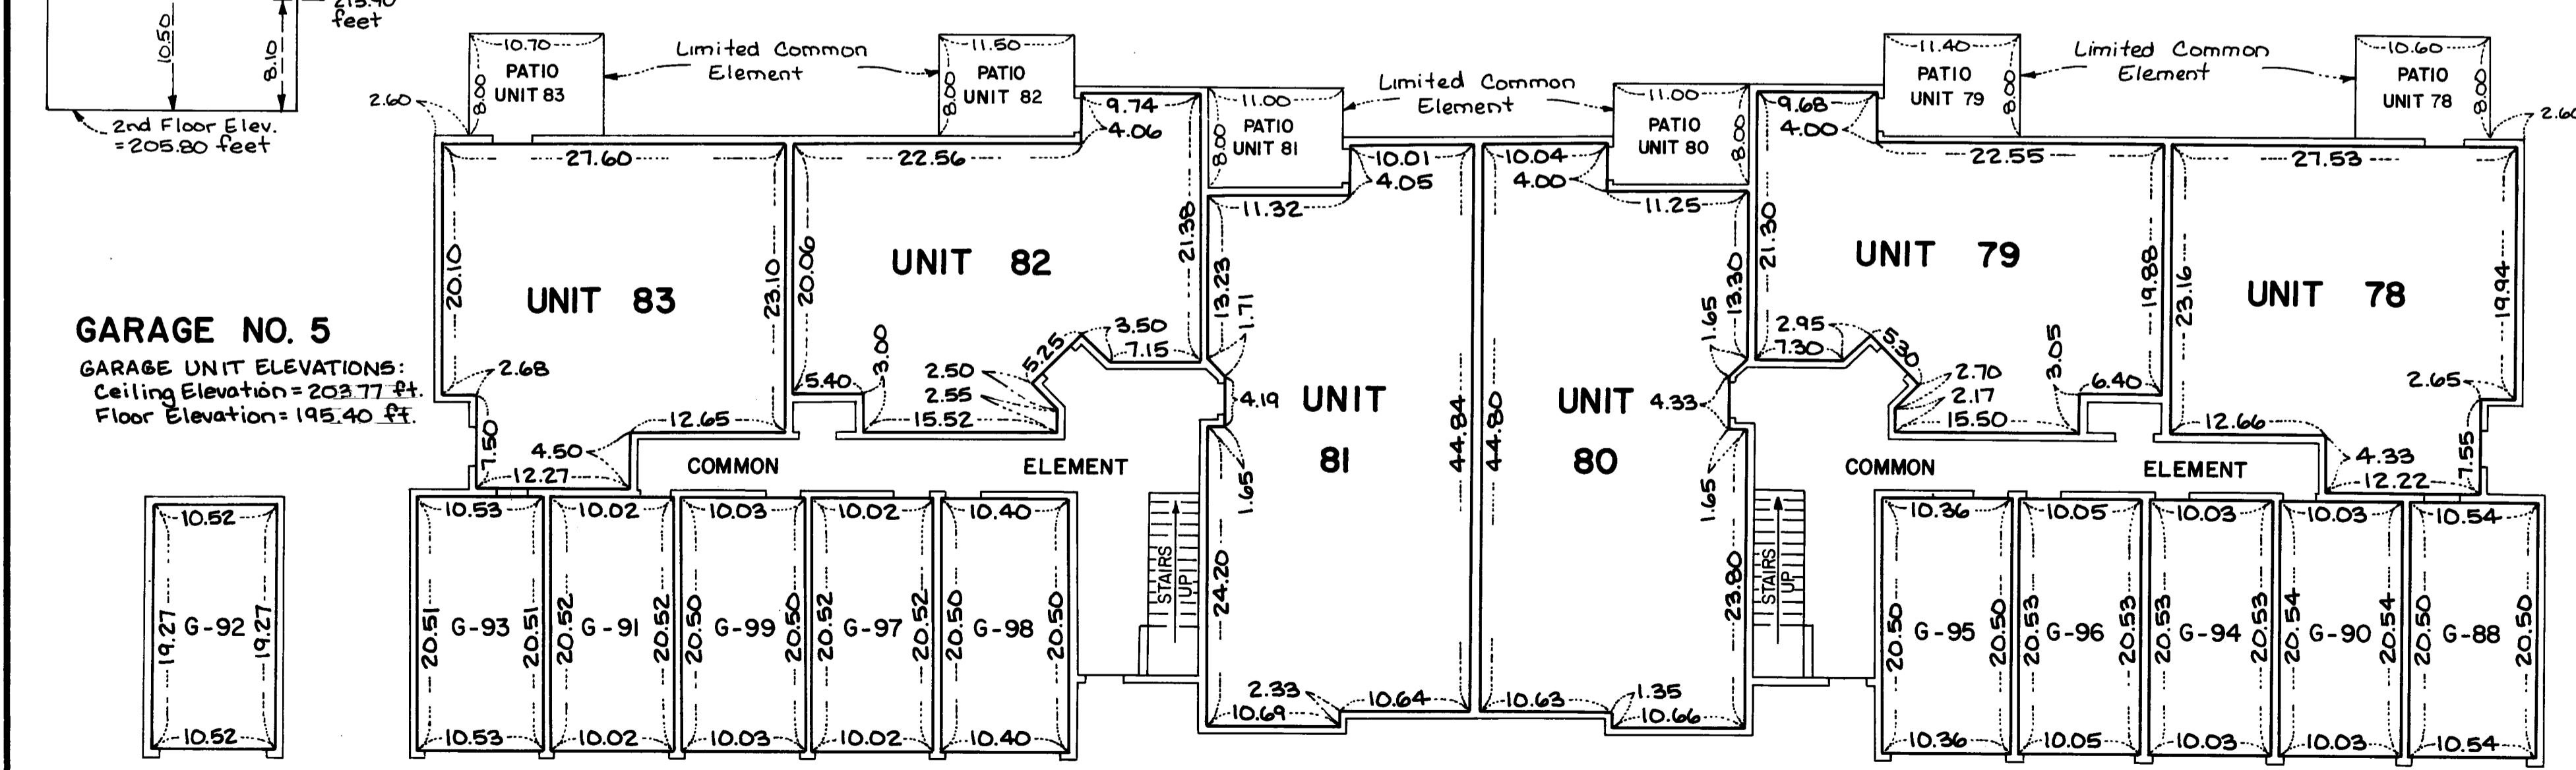 215.40
feet
10.50
8.10
2nd Floor Elev.
=205.80 feet
GARAGE NO. 5
GARAGE UNIT ELEVATIONS:
Ceiling Elevation = 203.77 ft.
Floor Elevation = 195.40 ft.
10.52
19.27
G-92
19.27
10.52
2.60
10.70
PATIO
UNIT 83
8.00
Limited Common
Element
11.50
PATIO
UNIT 82
8.00
27.60
20.10
UNIT 83
23.10
2.68
7.50
4.50
12.27
12.65
22.56
9.74
4.06
20.06
UNIT 82
21.38
5.40
3.00
2.50
2.55
15.52
5.25
3.50
7.15
COMMON ELEMENT
10.53
20.51
G-93
20.51
10.53
10.02
20.52
G-91
20.52
10.02
10.03
20.50
G-99
20.50
10.03
10.02
20.52
G-97
20.52
10.02
10.40
20.50
G-98
20.50
10.40
STAIRS
UP
11.00
PATIO
UNIT 81
8.00
Limited Common
Element
11.00
PATIO
UNIT 80
8.00
10.01
4.05
11.32
13.23
1.71
4.19
UNIT
81
44.84
1.65
24.20
2.33
10.69
10.64
10.04
4.00
11.25
13.30
1.65
4.33
UNIT
80
44.80
1.65
23.80
10.63
1.35
10.66
STAIRS
UP
11.40
PATIO
UNIT 79
8.00
Limited Common
Element
10.60
PATIO
UNIT 78
8.00
9.68
4.00
22.55
21.30
UNIT 79
19.88
2.95
7.30
5.30
2.70
2.17
15.50
3.05
6.40
27.53
23.16
UNIT 78
19.94
2.65
12.66
4.33
12.22
7.55
COMMON ELEMENT
10.36
20.50
G-95
20.50
10.36
10.05
20.53
G-96
20.53
10.05
10.03
20.53
G-94
20.53
10.03
10.03
20.54
G-90
20.54
10.03
10.54
20.50
G-88
20.50
10.54